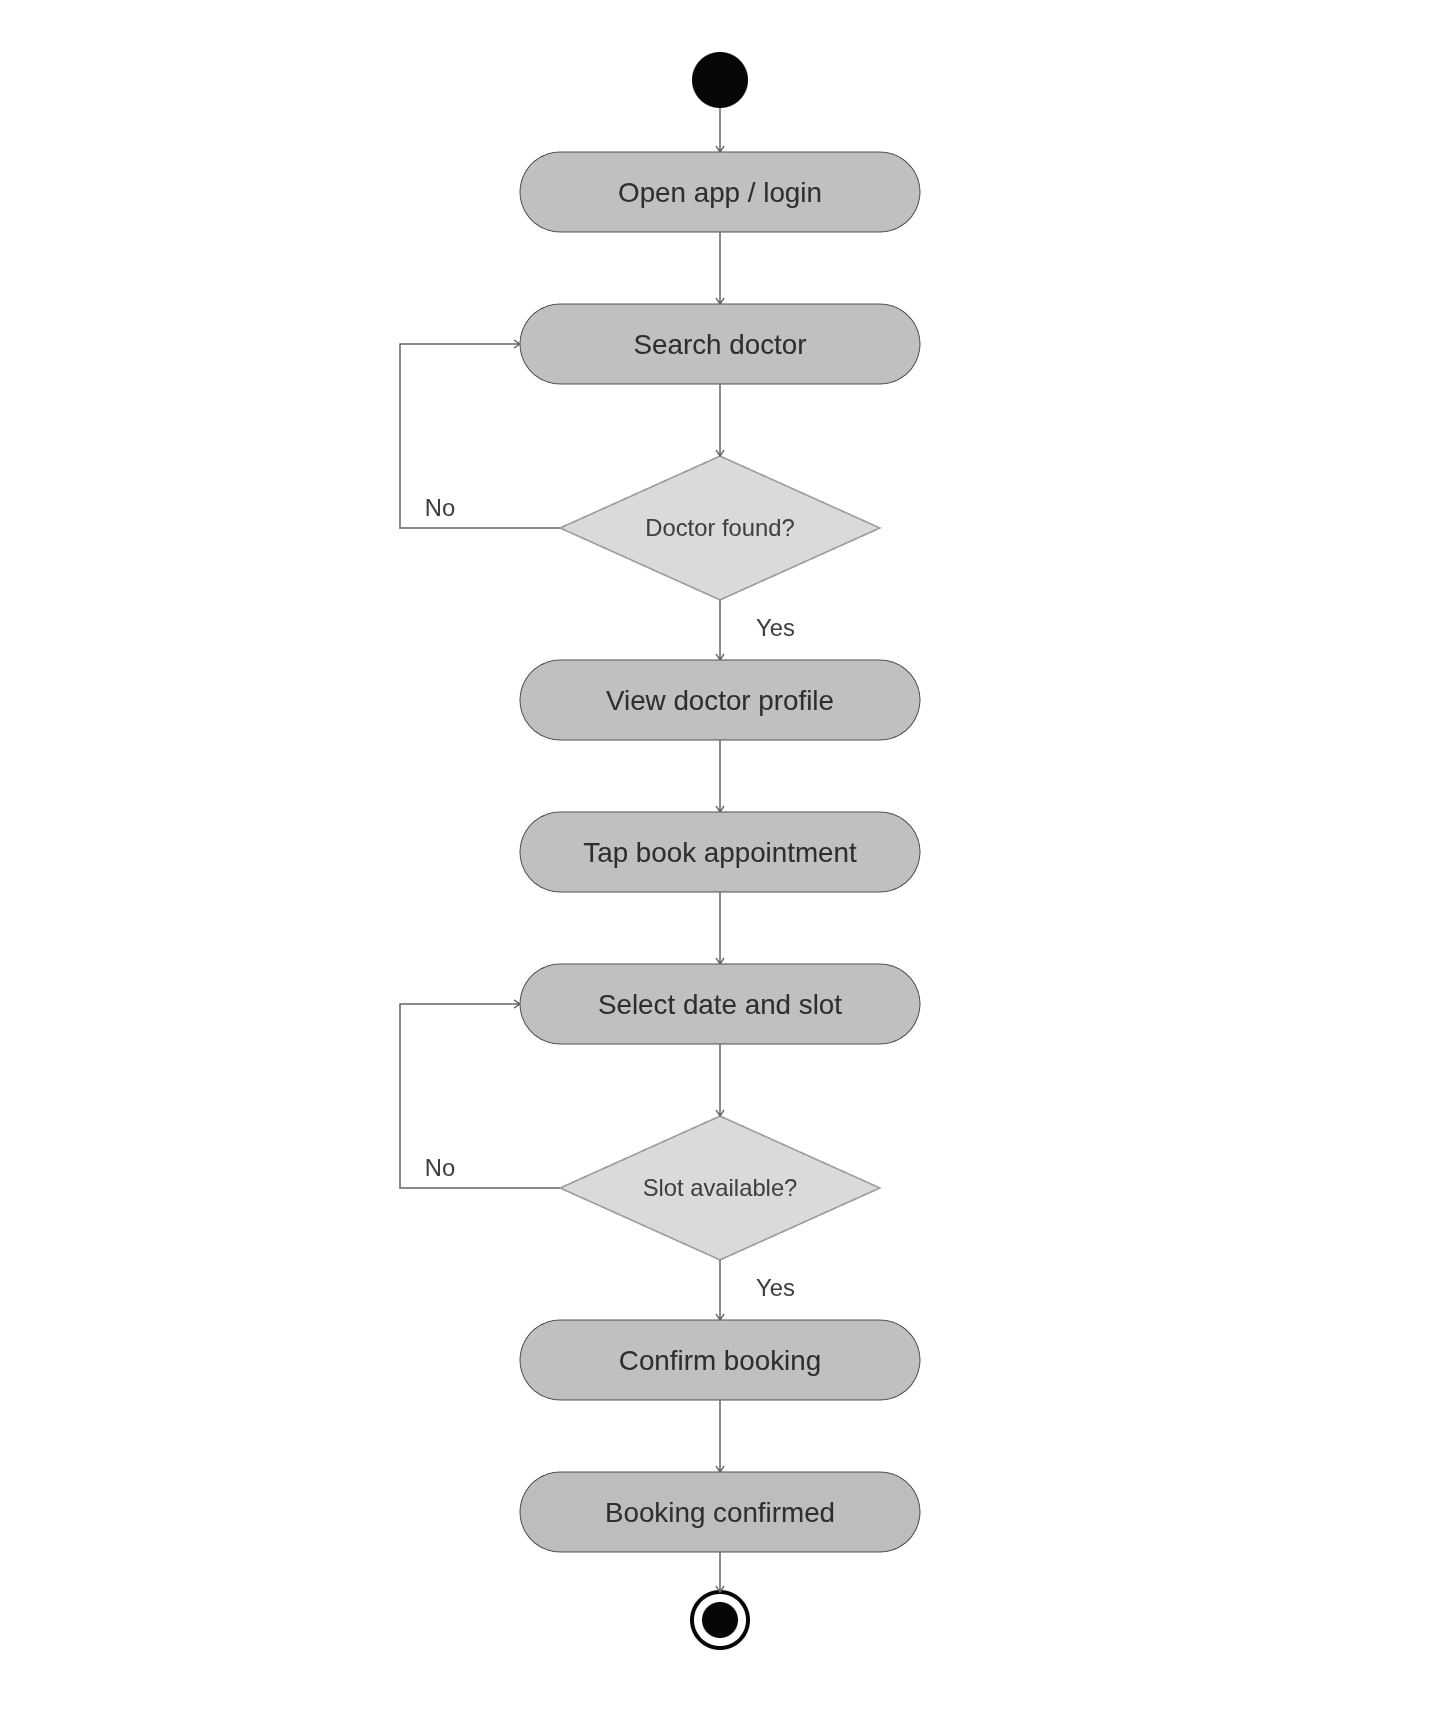 Open app / login
Search doctor
No
Doctor found?
Yes
View doctor profile
Tap book appointment
Select date and slot
No
Slot available?
Yes
Confirm booking
Booking confirmed